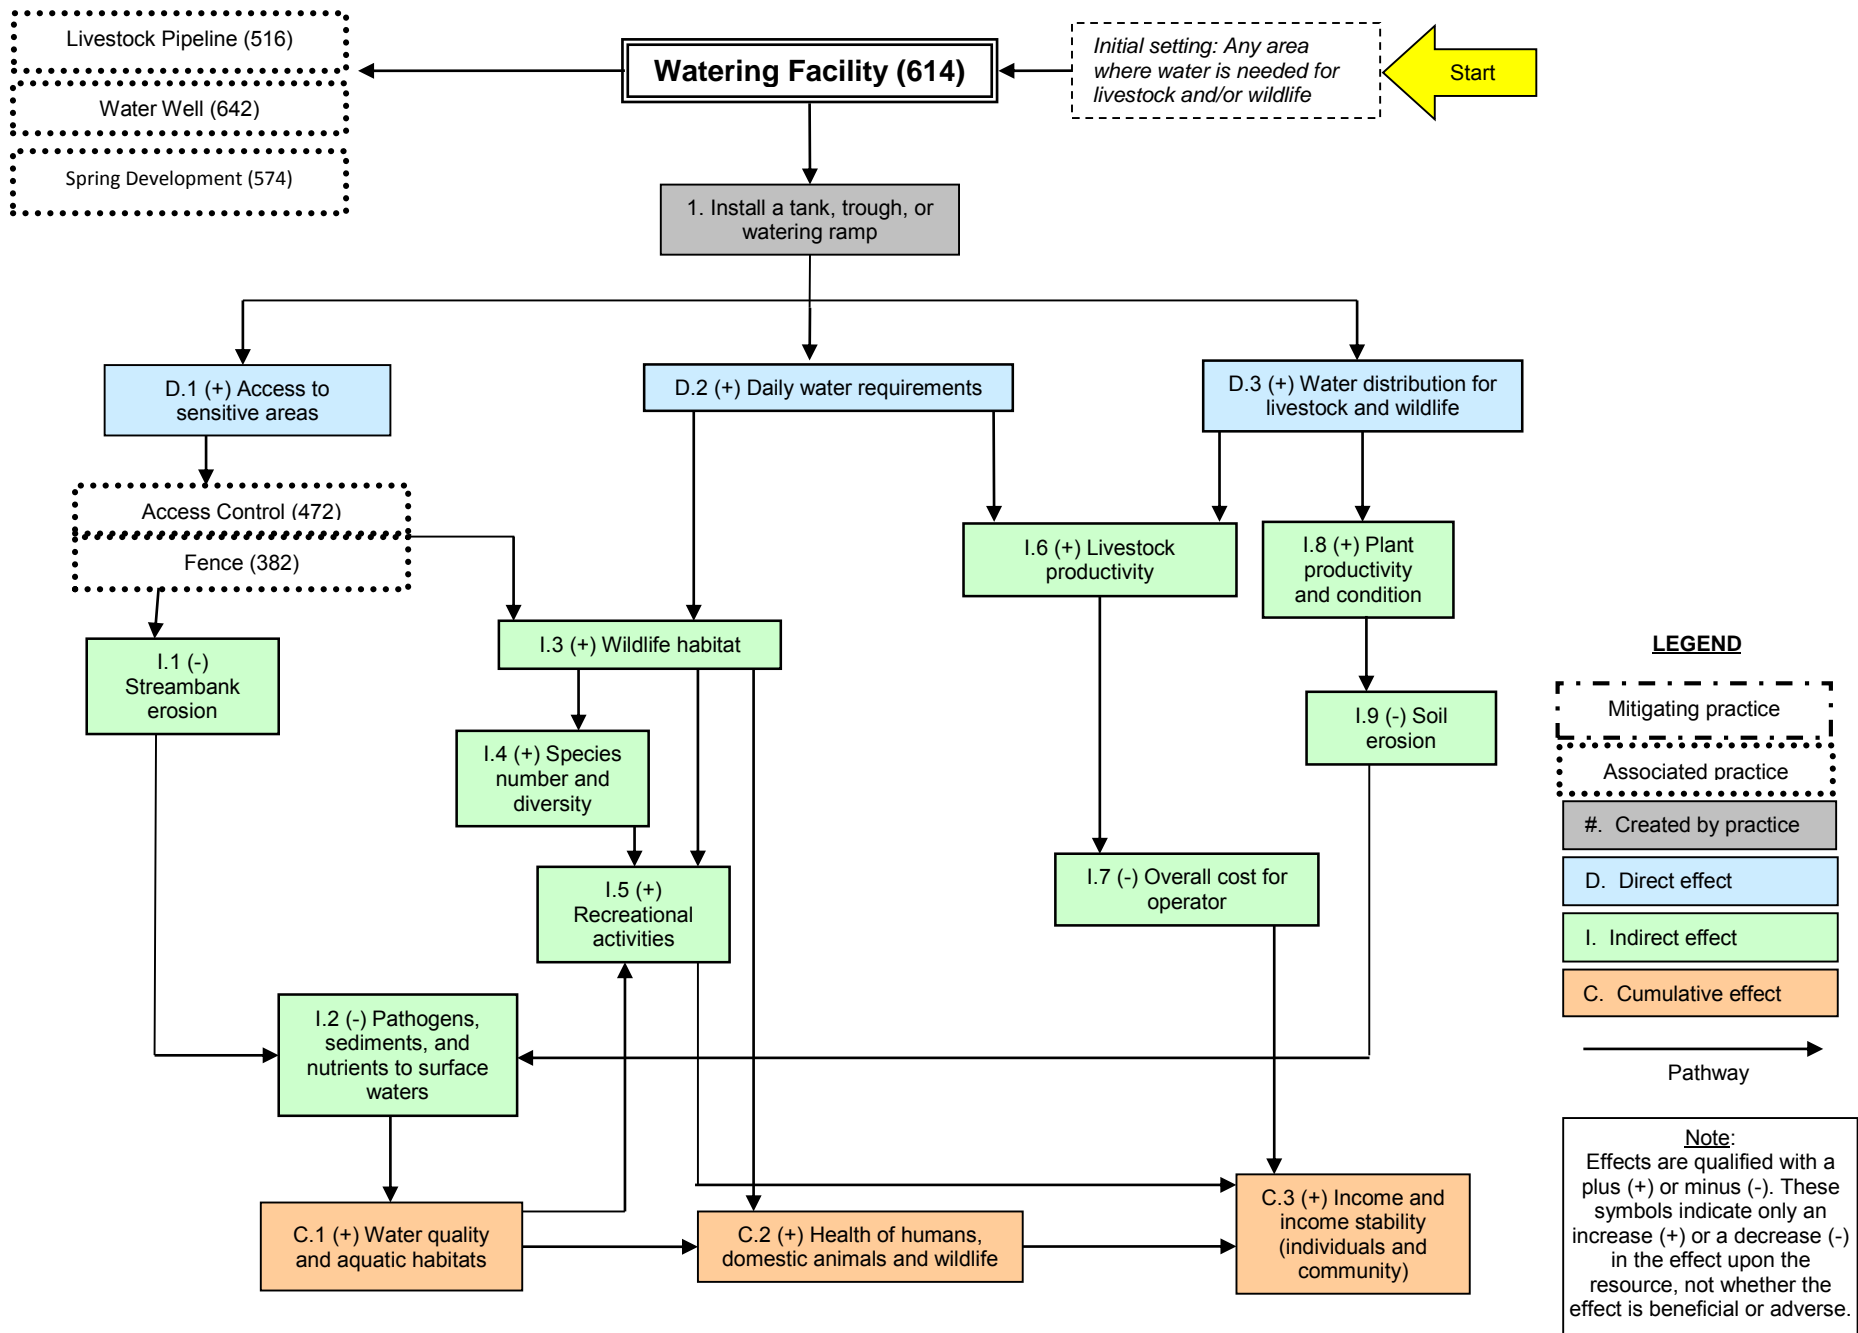 Livestock Pipeline (516)
Water Well (642)
Spring Development (574)
Watering Facility (614)
Initial setting: Any area
where water is needed for
livestock and/or wildlife
Start
1. Install a tank, trough, or
watering ramp
D.1 (+) Access to
sensitive areas
D.2 (+) Daily water requirements
D.3 (+) Water distribution for
livestock and wildlife
Access Control (472)
Fence (382)
I.6 (+) Livestock
productivity
I.8 (+) Plant
productivity
and condition
I.1 (-)
Streambank
erosion
I.3 (+) Wildlife habitat
I.4 (+) Species
number and
diversity
I.9 (-) Soil
erosion
I.5 (+)
Recreational
activities
I.7 (-) Overall cost for
operator
I.2 (-) Pathogens,
sediments, and
nutrients to surface
waters
C.1 (+) Water quality
and aquatic habitats
C.2 (+) Health of humans,
domestic animals and wildlife
C.3 (+) Income and
income stability
(individuals and
community)
LEGEND
Mitigating practice
Associated practice
#. Created by practice
D. Direct effect
I. Indirect effect
C. Cumulative effect
Pathway
Note:
Effects are qualified with a
plus (+) or minus (-). These
symbols indicate only an
increase (+) or a decrease (-)
in the effect upon the
resource, not whether the
effect is beneficial or adverse.